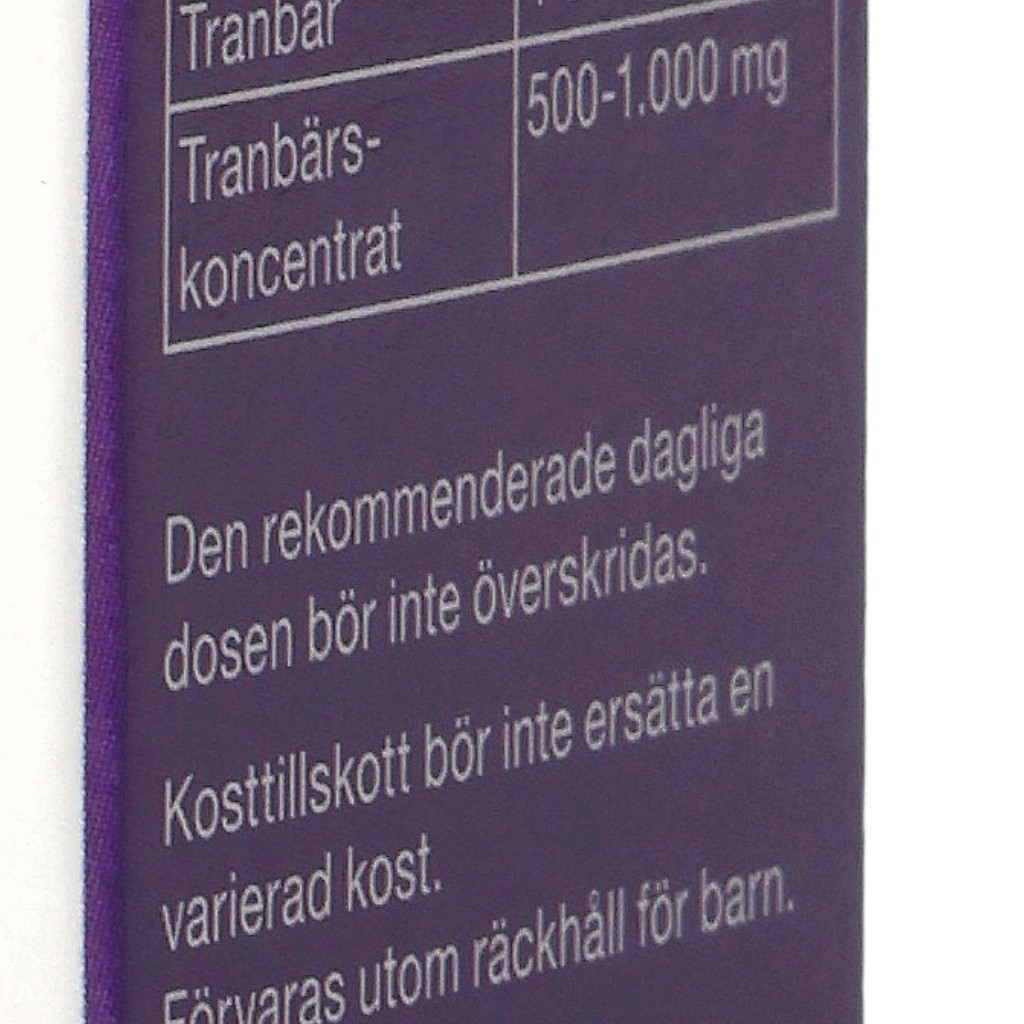 Tranbär
Tranbärs-
koncentrat
500-1.000 mg
Den rekommenderade dagliga
dosen bör inte överskridas.
Kosttillskott bör inte ersätta en
varierad kost.
Förvaras utom räckhåll för barn.